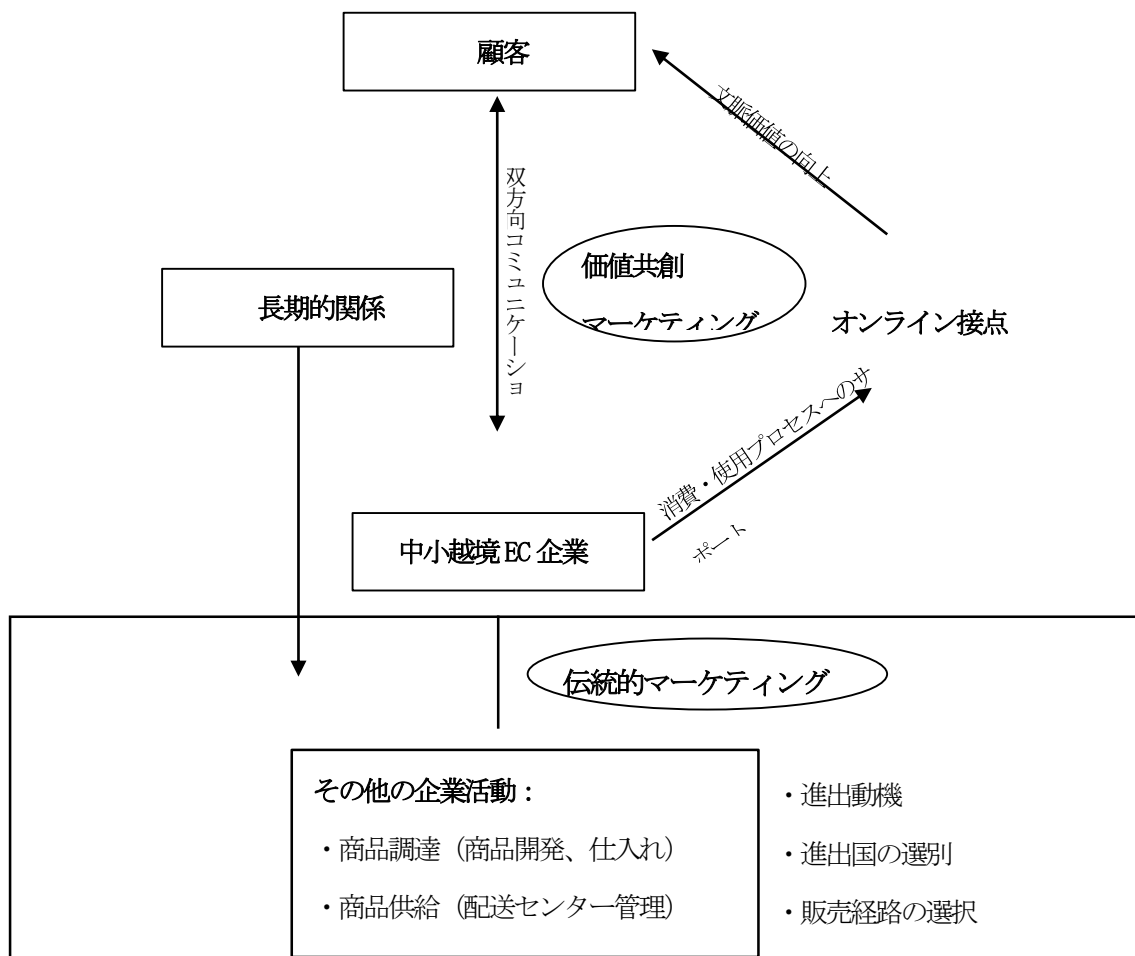 顧客
文脈価値の向上
双方向コミュニケーショ
価値共創
マーケティング
長期的関係
オンライン接点
消費・使用プロセスへのサ
ポート
中小越境 EC 企業
伝統的マーケティング
その他の企業活動：
・商品調達（商品開発、仕入れ）
・商品供給（配送センター管理）
・進出動機
・進出国の選別
・販売経路の選択